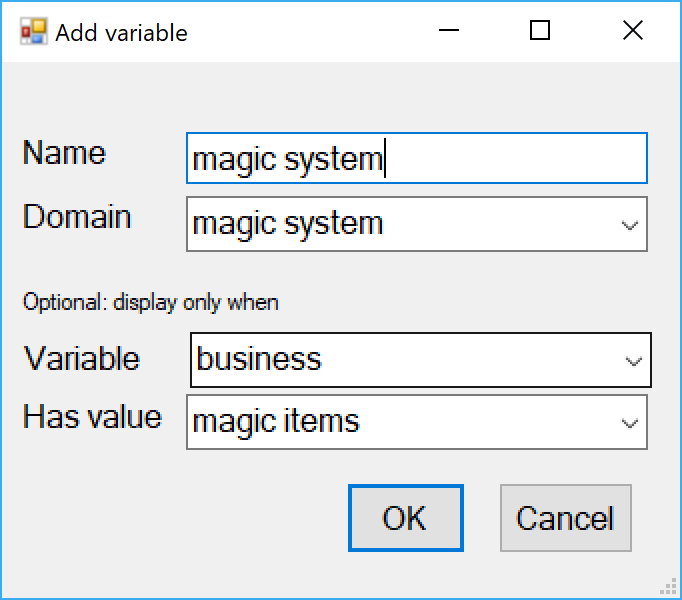 Add variable
Name magic system
Domain magic system
Optional: display only when
Variable business
Has value magic items
OK Cancel